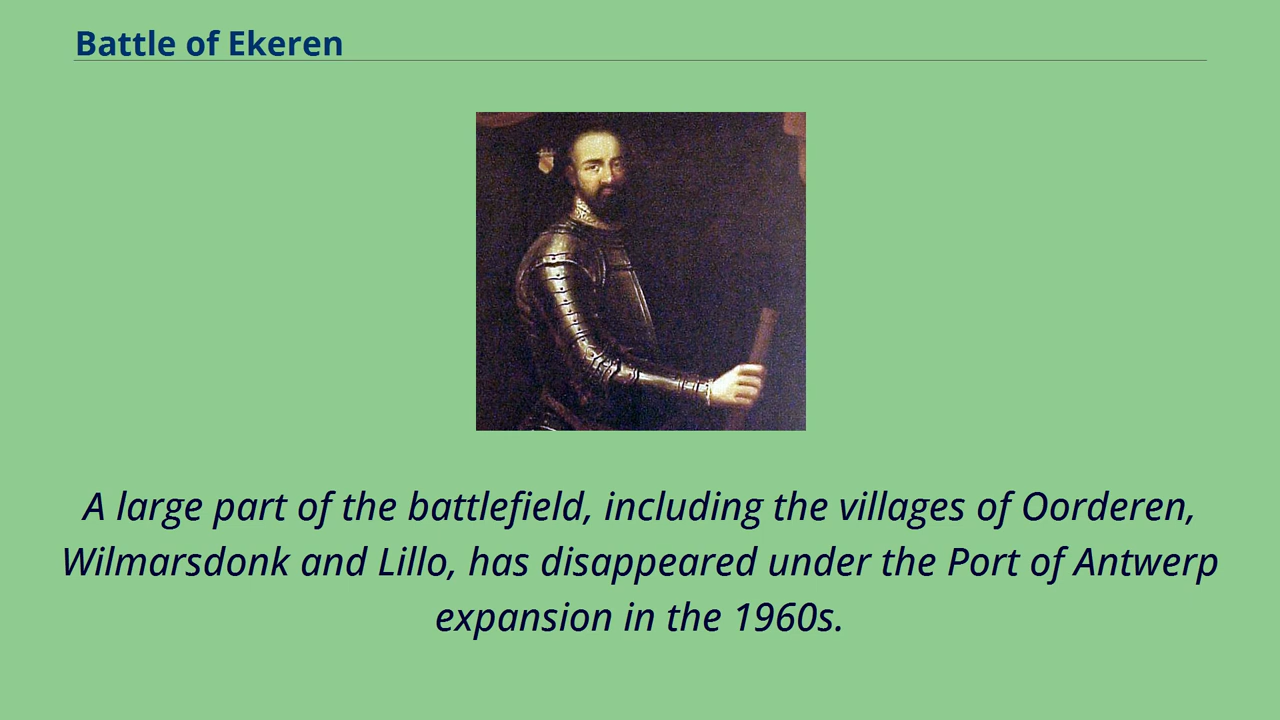 Battle of Ekeren
A large part of the battlefield, including the villages of Oorderen,
Wilmarsdonk and Lillo, has disappeared under the Port of Antwerp
expansion in the 1960s.